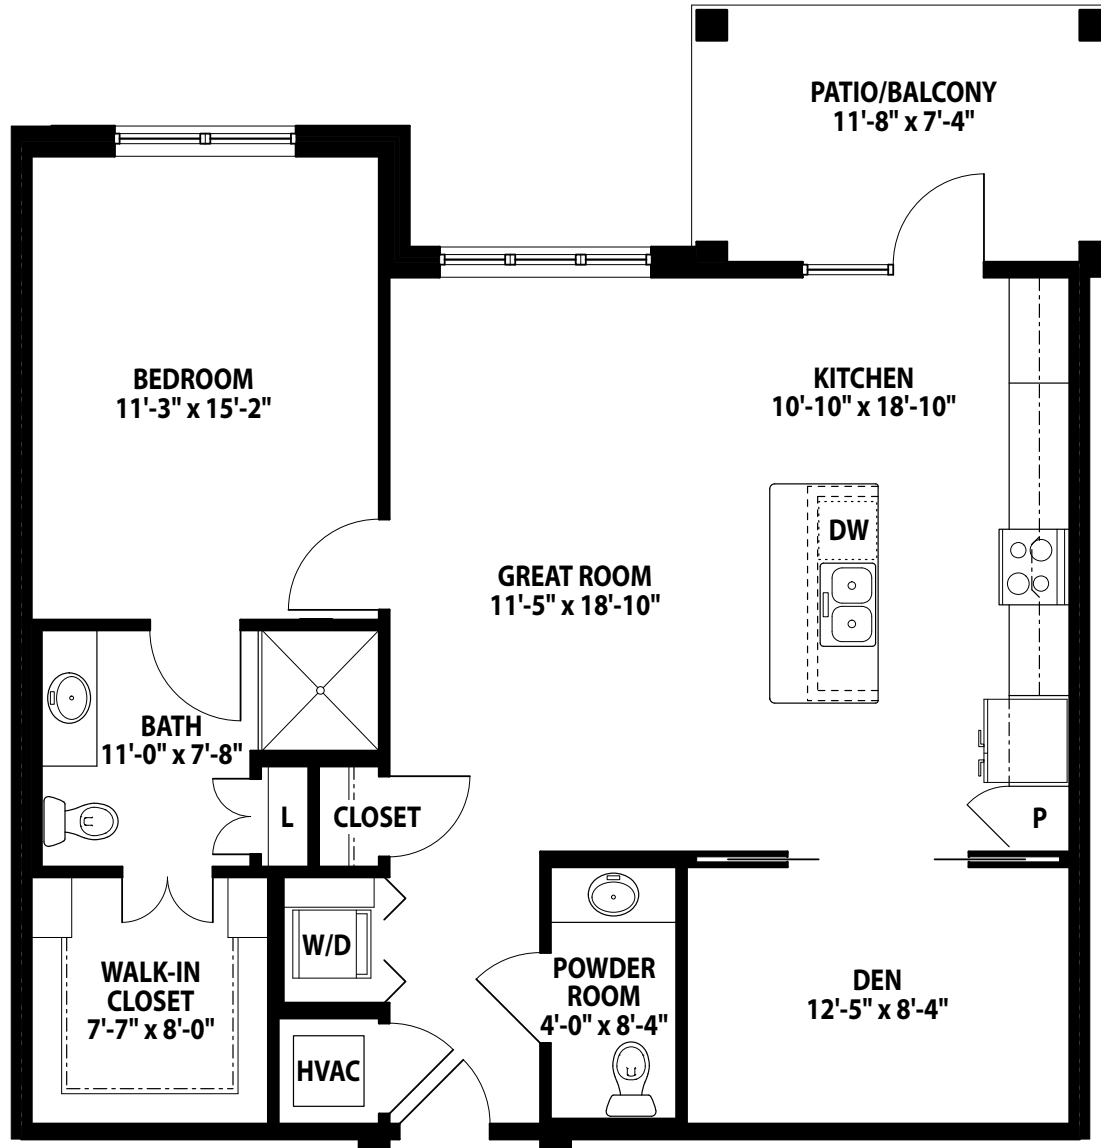 PATIO/BALCONY
11'-8" x 7'-4"
BEDROOM
11'-3" x 15'-2"
KITCHEN
10'-10" x 18'-10"
DW
GREAT ROOM
11'-5" x 18'-10"
BATH
11'-0" x 7'-8"
L
CLOSET
P
W/D
WALK-IN
CLOSET
7'-7" x 8'-0"
POWDER
ROOM
4'-0" x 8'-4"
DEN
12'-5" x 8'-4"
HVAC